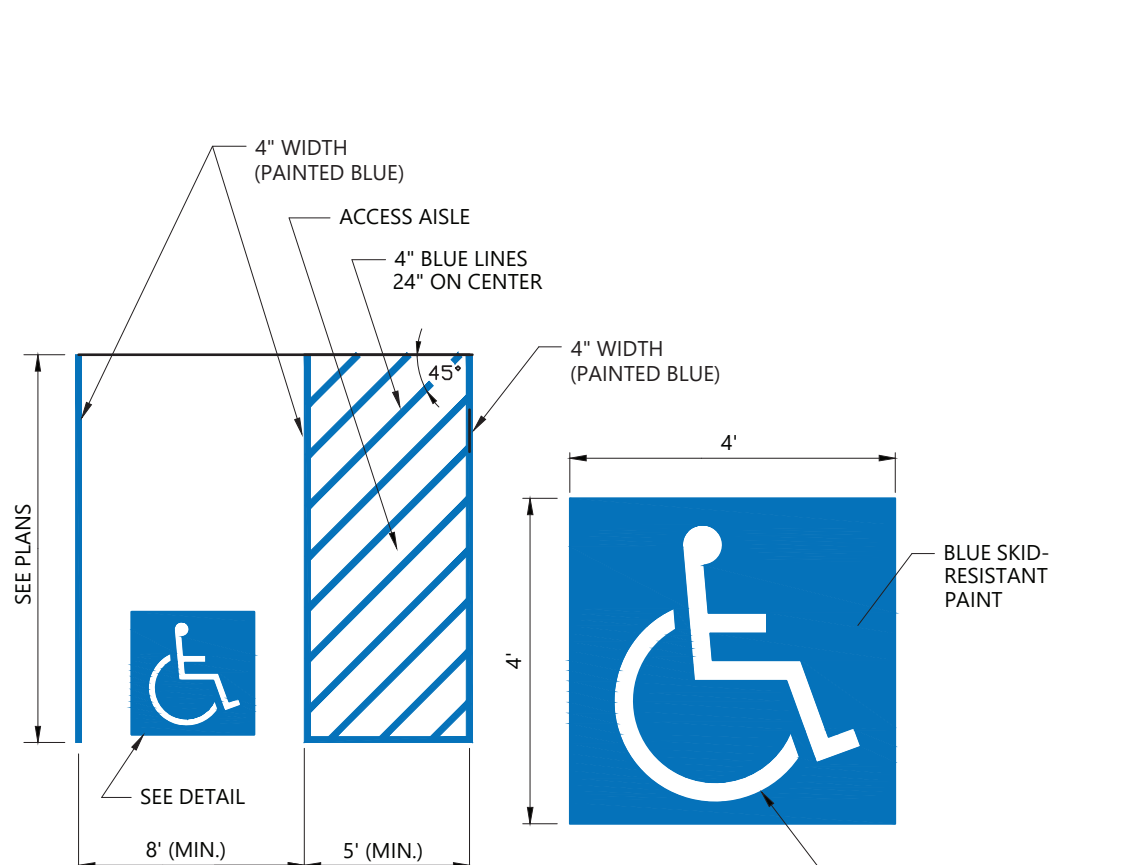 4" WIDTH
(PAINTED BLUE)
ACCESS AISLE
4" BLUE LINES
24" ON CENTER
45°
4" WIDTH
(PAINTED BLUE)
SEE PLANS
SEE DETAIL
8' (MIN.)
5' (MIN.)
4'
4'
BLUE SKID-
RESISTANT
PAINT